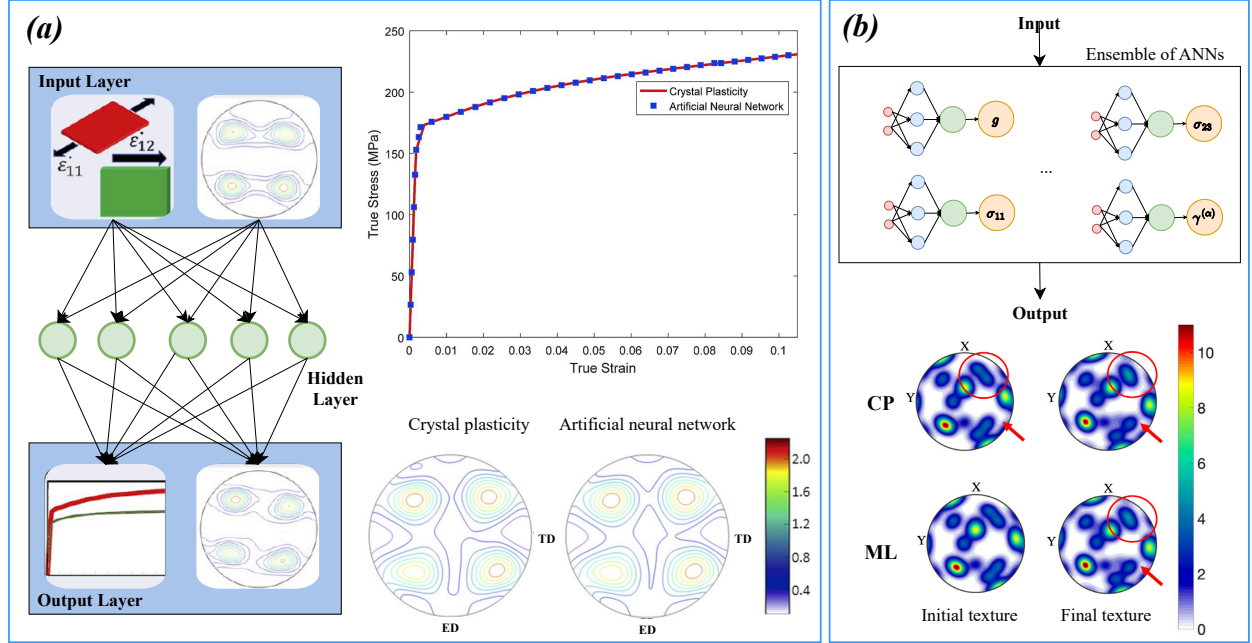 (a)
Input Layer
ε̇11
ε̇12
Hidden
Layer
Output Layer
True Stress (MPa)
250
200
150
100
50
0
0 0.01 0.02 0.03 0.04 0.05 0.06 0.07 0.08 0.09 0.1
True Strain
Crystal Plasticity
Artificial Neural Network
Crystal plasticity
Artificial neural network
TD
TD
ED
ED
2.0
1.6
1.2
0.8
0.4
(b)
Input
Ensemble of ANNs
g
σ23
...
σ11
γ(α)
Output
CP
X
Y
X
Y
ML
X
Y
X
Y
Initial texture
Final texture
10
8
6
4
2
0